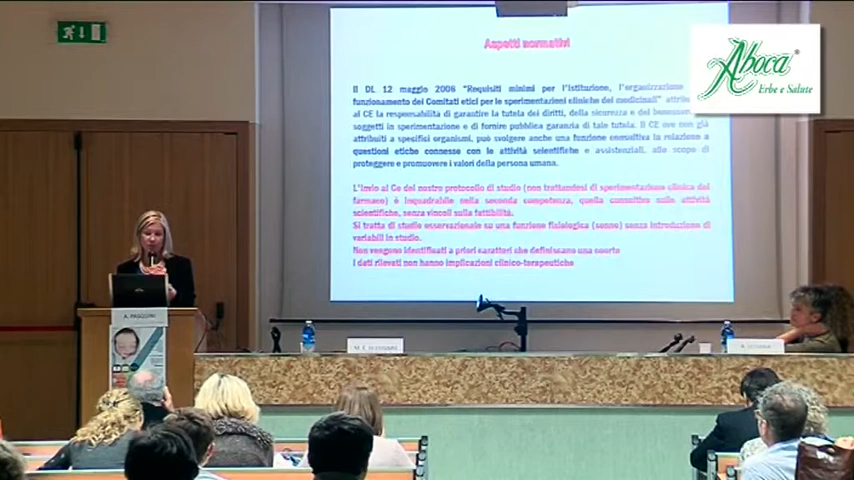 Aspetti normativi
Aboca®
Erbe e Salute
Il DL 12 maggio 2006 "Requisiti minimi per l'istituzione, l'organizzazione
funzionamento dei Comitati etici per le sperimentazioni cliniche dei medicinali"
al CE la responsabilità di garantire la tutela dei diritti, della sicurezza e del
soggetti in sperimentazione e di fornire pubblica garanzia di tale tutela. Il CE ove non già
attribuita a specifici organismi, può svolgere anche una funzione consultiva in relazione a
questioni etiche connesse con le attività scientifiche e assistenziali, allo scopo di
proteggere e promuovere i valori della persona umana.
L'invio al Ce del nostro protocollo di studio (non trattandosi di sperimentazione clinica del
farmaco) è inquadrabile nella seconda competenza, quella consultiva sulle attività
scientifiche, senza vincoli sulla fattibilità.
Si tratta di studio osservazionale su una funzione fisiologica (sonno) senza introduzione di
variabili in studio.
Non vengono identificati a priori caratteri che definiscano una coorte
I dati rilevati non hanno implicazioni clinico-terapeutiche
A. PASQUINI